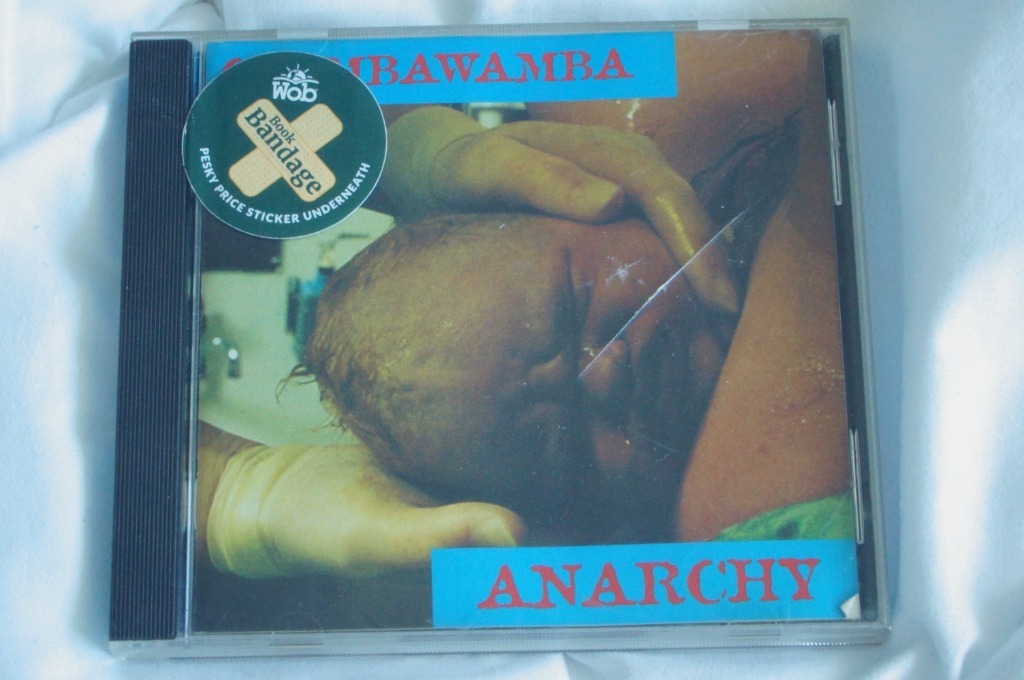 MBAWAMBA
Wob
Book
Bandage
PESKY PRICE STICKER UNDERNEATH
ANARCHY